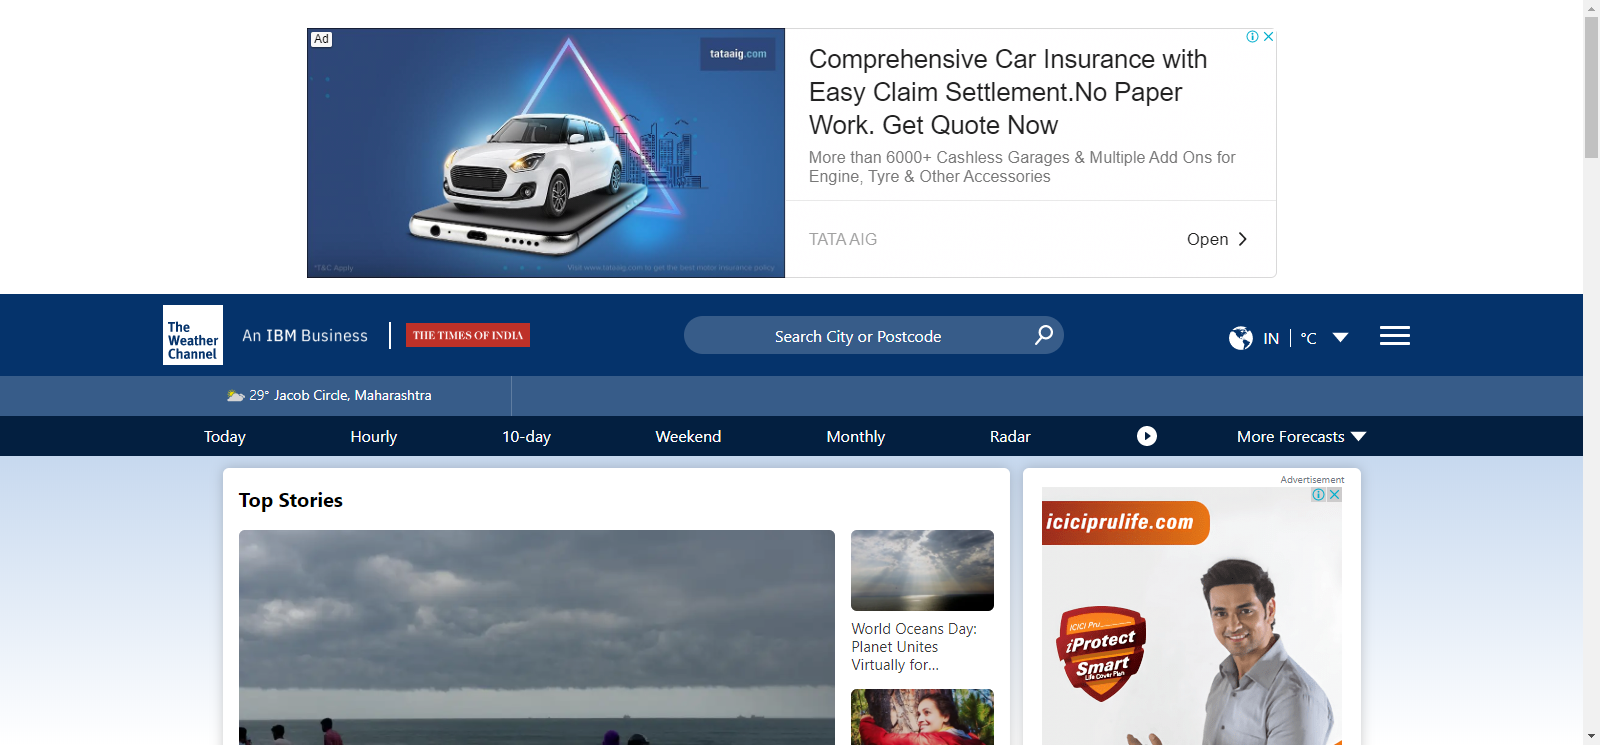 Ad
tataaig.com
*T&C Apply
Visit www.tataaig.com to get the best motor insurance policy
Comprehensive Car Insurance with
Easy Claim Settlement.No Paper
Work. Get Quote Now
More than 6000+ Cashless Garages & Multiple Add Ons for
Engine, Tyre & Other Accessories
TATA AIG
Open
The
Weather
Channel
An IBM Business
THE TIMES OF INDIA
Search City or Postcode
IN
°C
29° Jacob Circle, Maharashtra
Today
Hourly
10-day
Weekend
Monthly
Radar
More Forecasts
Top Stories
World Oceans Day:
Planet Unites
Virtually for...
Advertisement
iciciprulife.com
ICICI Pru
iProtect
Smart
Life Cover Plan